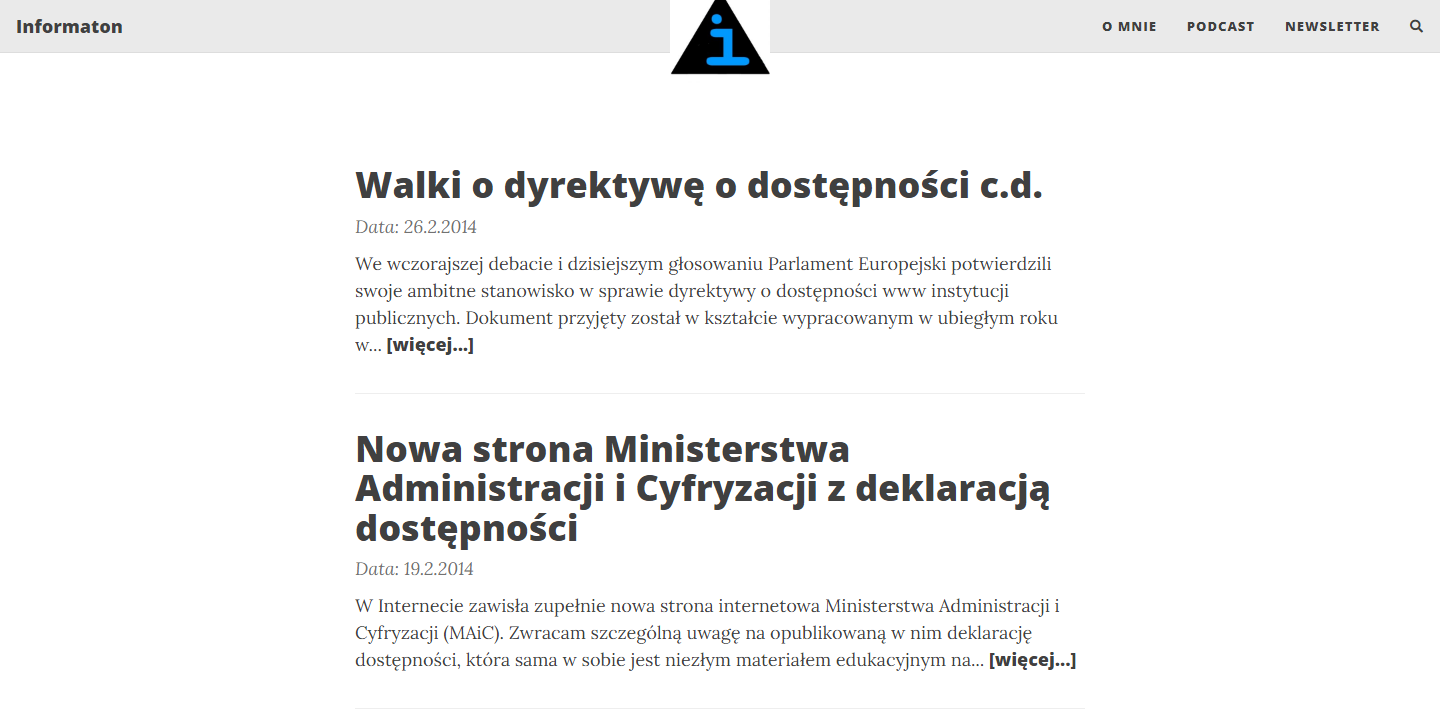 Informaton
i
O MNIE
PODCAST
NEWSLETTER
Walki o dyrektywę o dostępności c.d.
Data: 26.2.2014
We wczorajszej debacie i dzisiejszym głosowaniu Parlament Europejski potwierdzili
swoje ambitne stanowisko w sprawie dyrektywy o dostępności www instytucji
publicznych. Dokument przyjęty został w kształcie wypracowanym w ubiegłym roku
w... [więcej...]
Nowa strona Ministerstwa
Administracji i Cyfryzacji z deklaracją
dostępności
Data: 19.2.2014
W Internecie zawisła zupełnie nowa strona internetowa Ministerstwa Administracji i
Cyfryzacji (MAiC). Zwracam szczególną uwagę na opublikowaną w nim deklarację
dostępności, która sama w sobie jest niezłym materiałem edukacyjnym na... [więcej...]